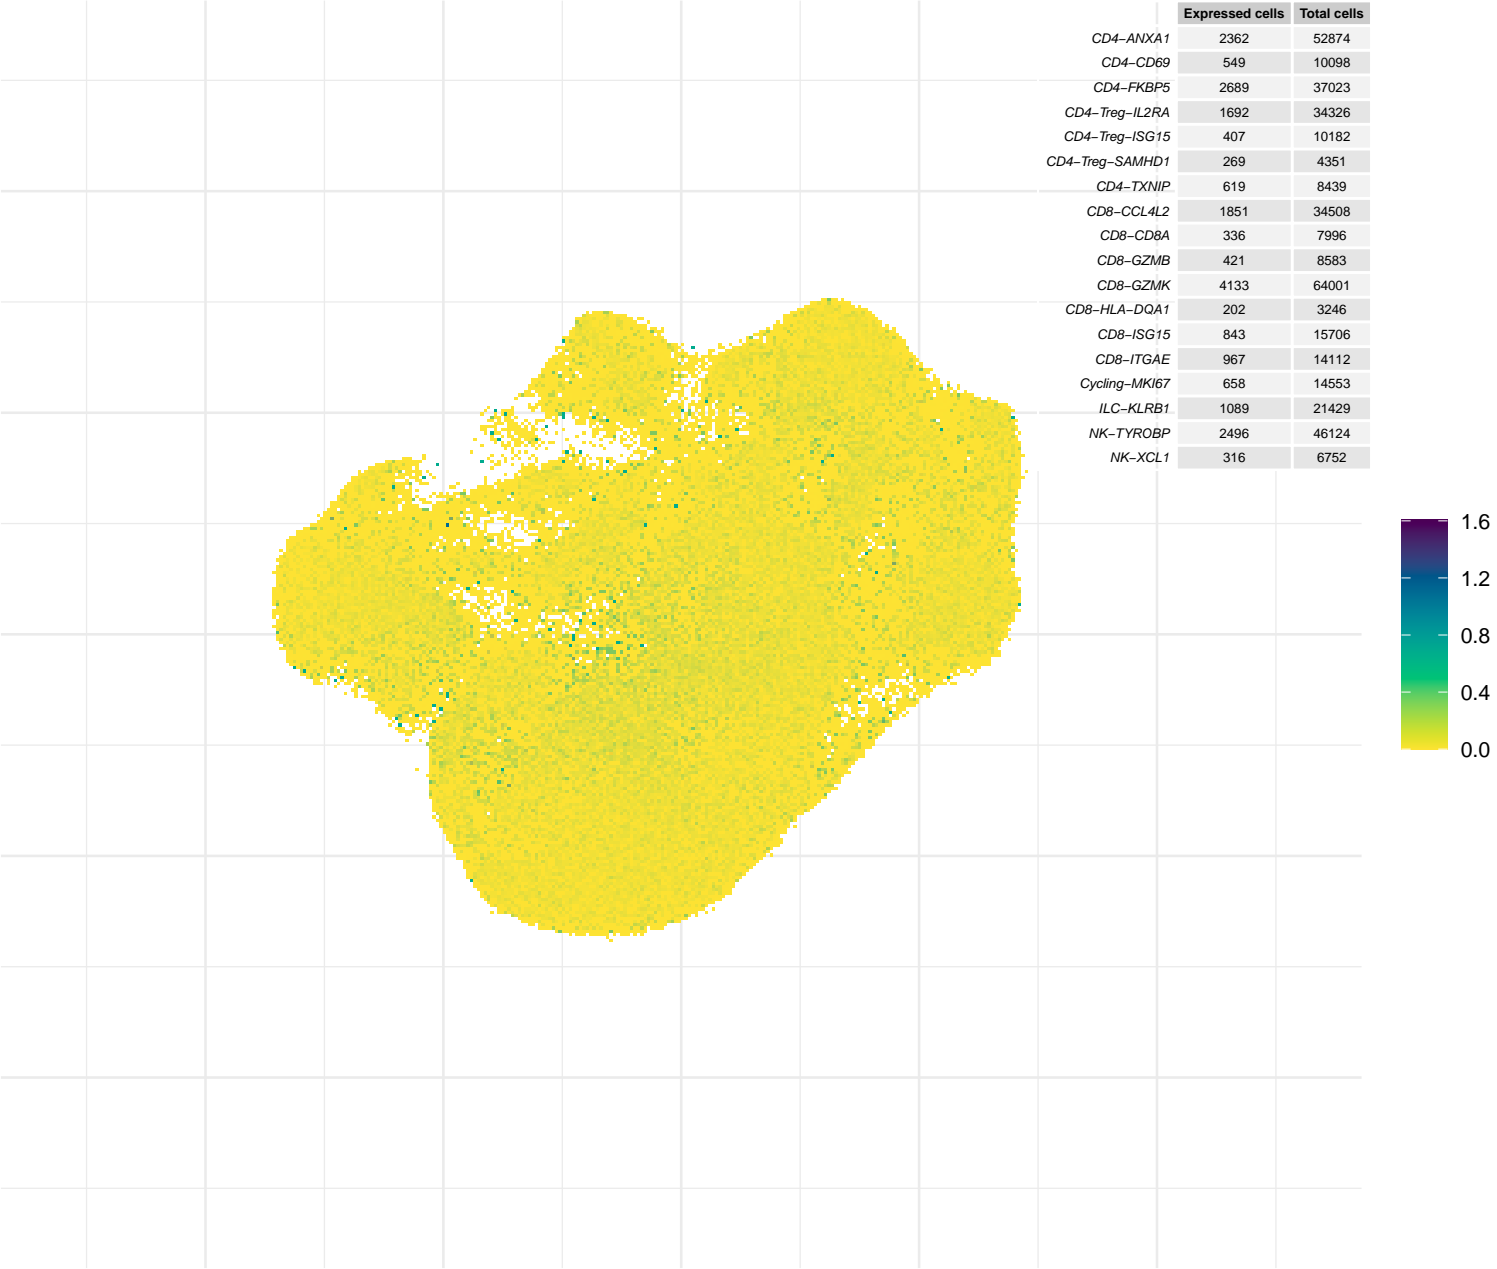 Expressed cells Total cells
CD4−ANXA1 2362 52874
CD4−CD69 549 10098
CD4−FKBP5 2689 37023
CD4−Treg−IL2RA 1692 34326
CD4−Treg−ISG15 407 10182
CD4−Treg−SAMHD1 269 4351
CD4−TXNIP 619 8439
CD8−CCL4L2 1851 34508
CD8−CD8A 336 7996
CD8−GZMB 421 8583
CD8−GZMK 4133 64001
CD8−HLA−DQA1 202 3246
CD8−ISG15 843 15706
CD8−ITGAE 967 14112
Cycling−MKI67 658 14553
ILC−KLRB1 1089 21429
NK−TYROBP 2496 46124
NK−XCL1 316 6752
1.6
1.2
0.8
0.4
0.0